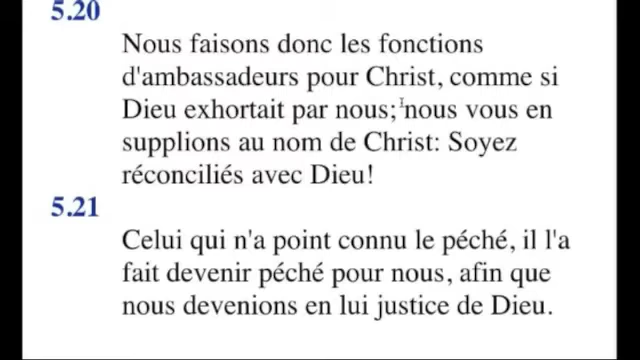 5.20
Nous faisons donc les fonctions
d'ambassadeurs pour Christ, comme si
Dieu exhortait par nous; nous vous en
supplions au nom de Christ: Soyez
réconciliés avec Dieu!
5.21
Celui qui n'a point connu le péché, il l'a
fait devenir péché pour nous, afin que
nous devenions en lui justice de Dieu.